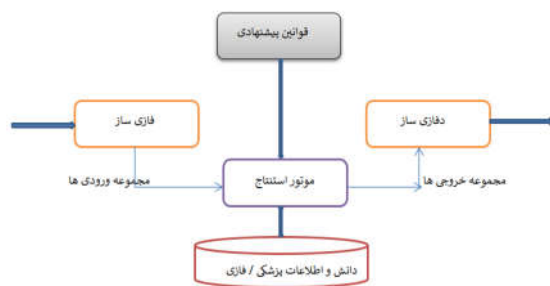 قوانین پیشنهادی
دفازی ساز
فازی ساز
مجموعه خروجی ها
موتور استنتاج
مجموعه ورودی ها
دانش و اطلاعات پزشکی / فازی